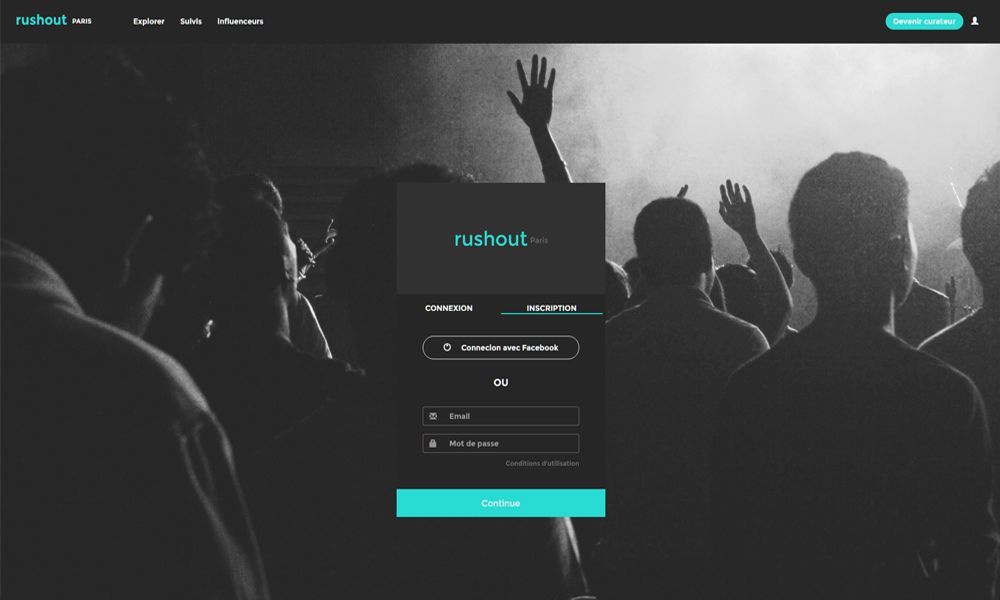 rushout PARIS Explorer Suivis Influenceurs Devenir curateur
rushout Paris
CONNEXION INSCRIPTION
Connecion avec Facebook
OU
Email
Mot de passe
Conditions d'utilisation
Continue